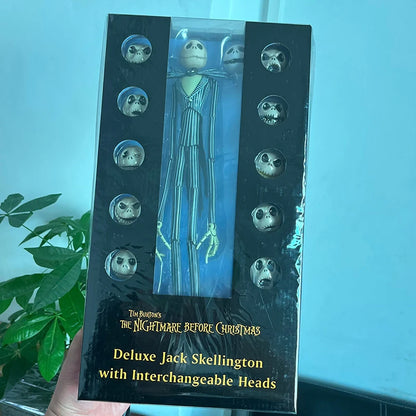 TIM BURTON'S
THE NIGHTMARE BEFORE CHRISTMAS
Deluxe Jack Skellington
with Interchangeable Heads